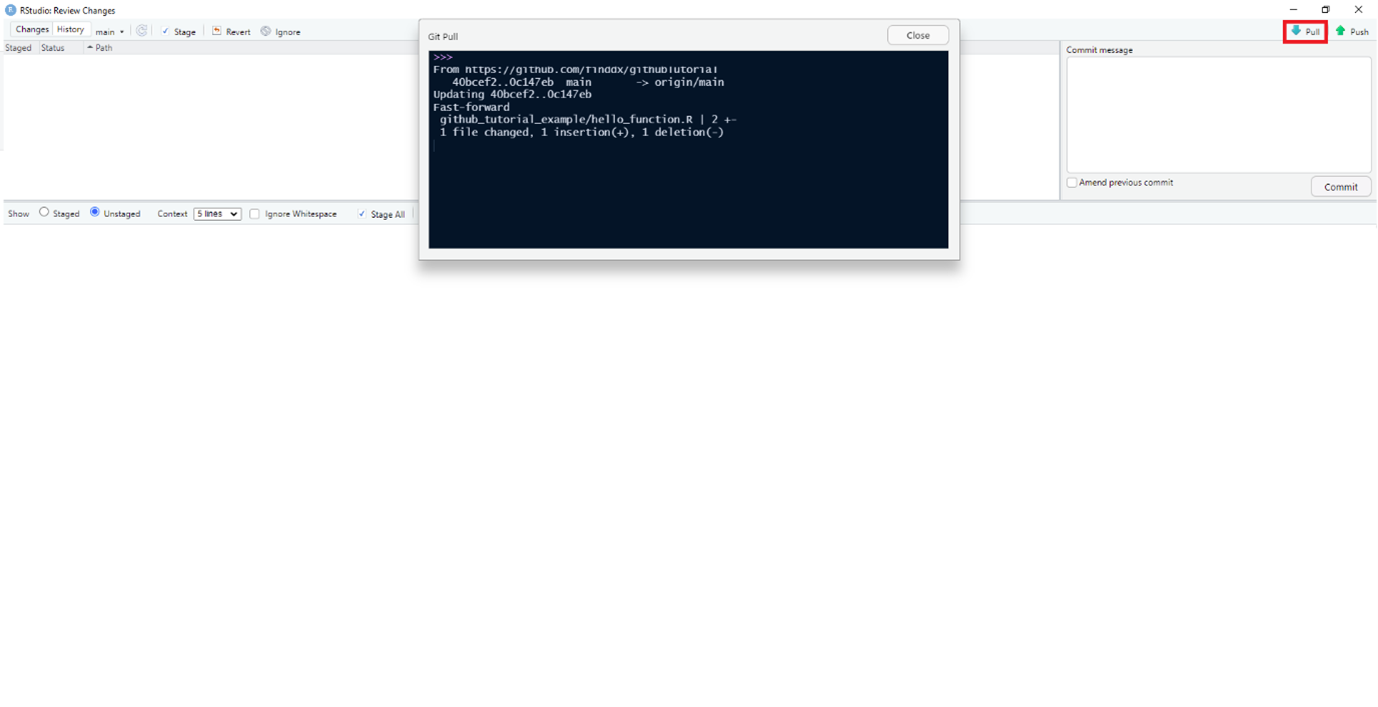 RStudio: Review Changes
Changes History main Stage Revert Ignore
Pull Push
Staged Status Path
Git Pull
Close
>>>
From https://github.com/finddx/githubTutorial
40bcef2..0c147eb main -> origin/main
Updating 40bcef2..0c147eb
Fast-forward
github_tutorial_example/hello_function.R | 2 +-
1 file changed, 1 insertion(+), 1 deletion(-)
Commit message
Amend previous commit
Commit
Show Staged Unstaged Context 5 lines Ignore Whitespace Stage All